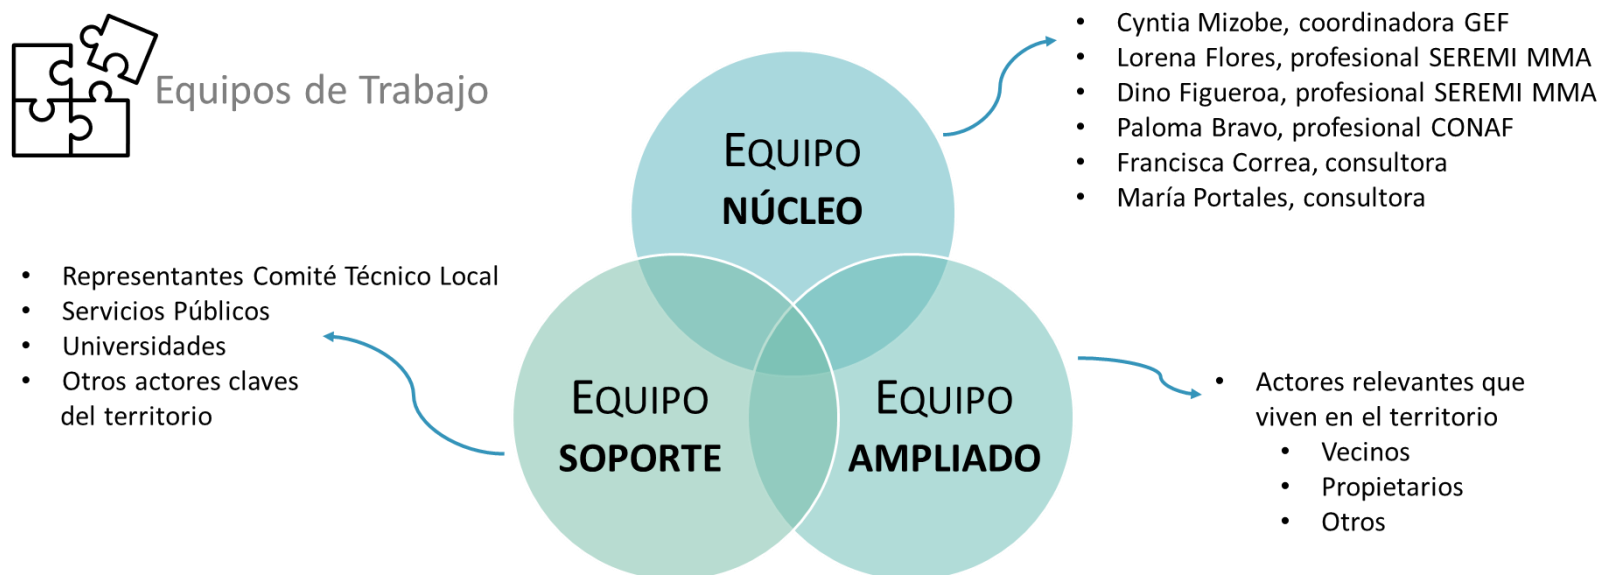 Equipos de Trabajo
EQUIPO
NÚCLEO
• Cyntia Mizobe, coordinadora GEF
• Lorena Flores, profesional SEREMI MMA
• Dino Figueroa, profesional SEREMI MMA
• Paloma Bravo, profesional CONAF
• Francisca Correa, consultora
• María Portales, consultora
• Representantes Comité Técnico Local
• Servicios Públicos
• Universidades
• Otros actores claves
del territorio
EQUIPO
SOPORTE
EQUIPO
AMPLIADO
• Actores relevantes que
viven en el territorio
• Vecinos
• Propietarios
• Otros